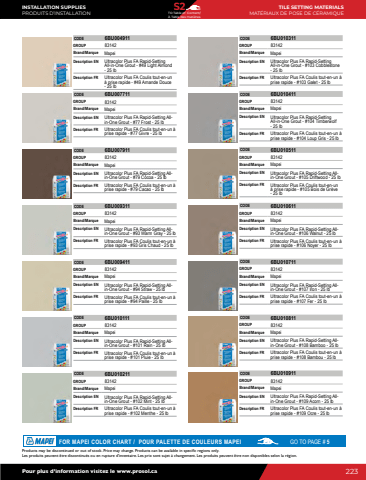 INSTALLATION SUPPLIES
PRODUITS D'INSTALLATION
S2
TILE SETTING MATERIALS
MATÉRIAUX DE POSE DE CÉRAMIQUE
CODE 6BU004911
GROUP 83142
Brand/Marque Mapei
Description EN Ultracolor Plus FA Rapid-Setting
All-in-One Grout - #49 Light Almond
- 25 lb
Description FR Ultracolor Plus FA Coulis tout-en-un
à prise rapide - #49 Amande Douce
- 25 lb
CODE 6BU007711
GROUP 83142
Brand/Marque Mapei
Description EN Ultracolor Plus FA Rapid-Setting All-
in-One Grout - #77 Frost - 25 lb
Description FR Ultracolor Plus FA Coulis tout-en-un à
prise rapide - #77 Givre - 25 lb
CODE 6BU007911
GROUP 83142
Brand/Marque Mapei
Description EN Ultracolor Plus FA Rapid-Setting All-
in-One Grout - #79 Cocoa - 25 lb
Description FR Ultracolor Plus FA Coulis tout-en-un à
prise rapide - #79 Cacao - 25 lb
CODE 6BU009311
GROUP 83142
Brand/Marque Mapei
Description EN Ultracolor Plus FA Rapid-Setting All-
in-One Grout - #93 Warm Gray - 25 lb
Description FR Ultracolor Plus FA Coulis tout-en-un à
prise rapide - #93 Gris Chaud - 25 lb
CODE 6BU009411
GROUP 83142
Brand/Marque Mapei
Description EN Ultracolor Plus FA Rapid-Setting All-
in-One Grout - #94 Straw - 25 lb
Description FR Ultracolor Plus FA Coulis tout-en-un à
prise rapide - #94 Paille - 25 lb
CODE 6BU010111
GROUP 83142
Brand/Marque Mapei
Description EN Ultracolor Plus FA Rapid-Setting All-
in-One Grout - #101 Rain - 25 lb
Description FR Ultracolor Plus FA Coulis tout-en-un à
prise rapide - #101 Pluie - 25 lb
CODE 6BU010211
GROUP 83142
Brand/Marque Mapei
Description EN Ultracolor Plus FA Rapid-Setting All-
in-One Grout - #102 Mint - 25 lb
Description FR Ultracolor Plus FA Coulis tout-en-un à
prise rapide - #102 Menthe - 25 lb
CODE 6BU010311
GROUP 83142
Brand/Marque Mapei
Description EN Ultracolor Plus FA Rapid-Setting
All-in-One Grout - #103 Cobblestone
- 25 lb
Description FR Ultracolor Plus FA Coulis tout-en-un à
prise rapide - #103 Galet - 25 lb
CODE 6BU010411
GROUP 83142
Brand/Marque Mapei
Description EN Ultracolor Plus FA Rapid-Setting
All-in-One Grout - #104 Timberwolf
- 25 lb
Description FR Ultracolor Plus FA Coulis tout-en-un à
prise rapide - #104 Loup Gris - 25 lb
CODE 6BU010511
GROUP 83142
Brand/Marque Mapei
Description EN Ultracolor Plus FA Rapid-Setting All-
in-One Grout - #105 Driftwood - 25 lb
Description FR Ultracolor Plus FA Coulis tout-en-un
à prise rapide - #105 Bois de Grève
- 25 lb
CODE 6BU010611
GROUP 83142
Brand/Marque Mapei
Description EN Ultracolor Plus FA Rapid-Setting All-
in-One Grout - #106 Walnut - 25 lb
Description FR Ultracolor Plus FA Coulis tout-en-un à
prise rapide - #106 Noyer - 25 lb
CODE 6BU010711
GROUP 83142
Brand/Marque Mapei
Description EN Ultracolor Plus FA Rapid-Setting All-
in-One Grout - #107 Iron - 25 lb
Description FR Ultracolor Plus FA Coulis tout-en-un à
prise rapide - #107 Fer - 25 lb
CODE 6BU010811
GROUP 83142
Brand/Marque Mapei
Description EN Ultracolor Plus FA Rapid-Setting All-
in-One Grout - #108 Bamboo - 25 lb
Description FR Ultracolor Plus FA Coulis tout-en-un à
prise rapide - #108 Bambou - 25 lb
CODE 6BU010911
GROUP 83142
Brand/Marque Mapei
Description EN Ultracolor Plus FA Rapid-Setting All-
in-One Grout - #109 Acorn - 25 lb
Description FR Ultracolor Plus FA Coulis tout-en-un à
prise rapide - #109 Ocre - 25 lb
MAPEI FOR MAPEI COLOR CHART / POUR PALETTE DE COULEURS MAPEI GO TO PAGE # 5
Products may be discontinued or out of stock. Price may change. Products can be available in specific regions only.
Les produits peuvent être discontinués ou en rupture d'inventaire. Les prix sont sujet à changement. Les produits peuvent être non disponibles selon la région.
Pour plus d'information visitez le www.prosol.ca 223